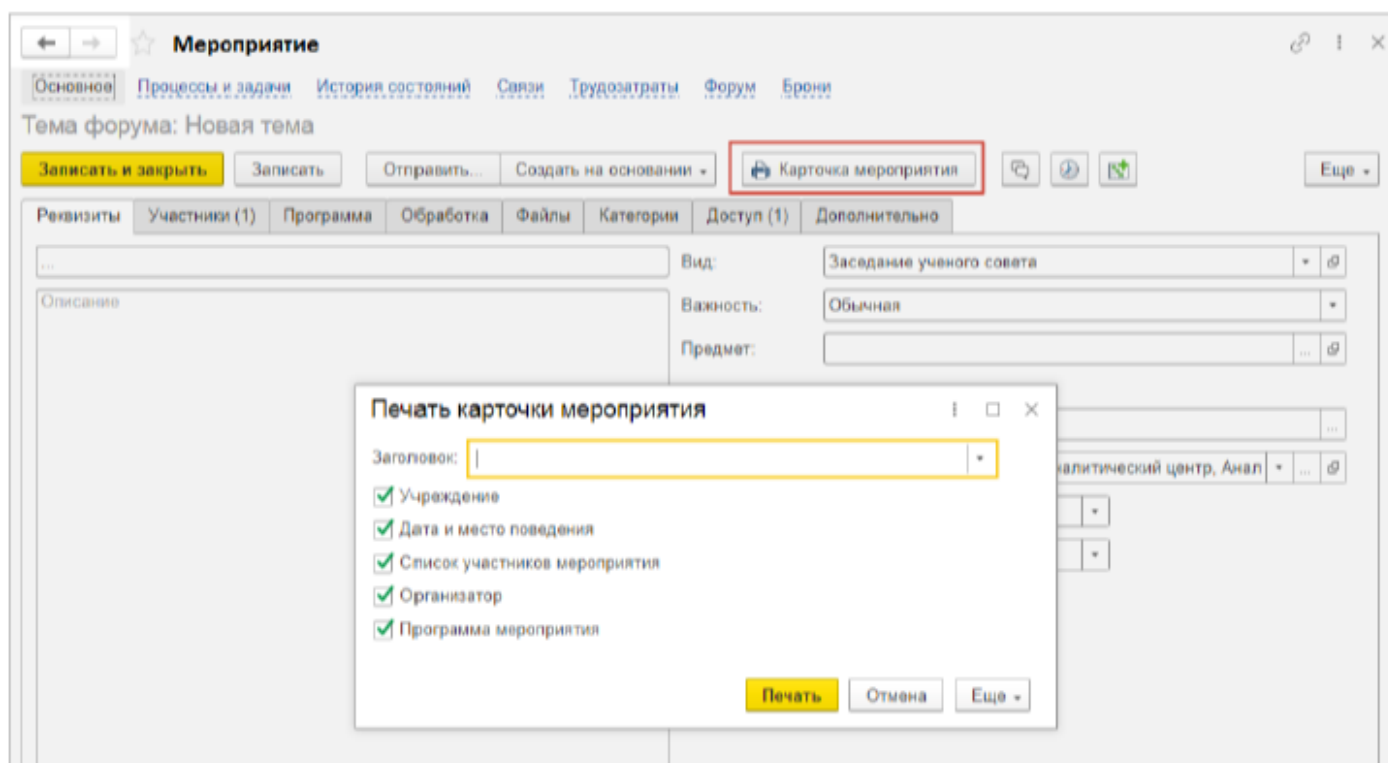 Мероприятие
Основное Процессы и задачи История состояний Связи Трудозатраты Форум Брони
Тема форума: Новая тема
Записать и закрыть Записать Отправить... Создать на основании Карточка мероприятия Еще
Реквизиты Участники (1) Программа Обработка Файлы Категории Доступ (1) Дополнительно
... Вид: Заседание ученого совета
Описание Важность: Обычная
Предмет: ...
Печать карточки мероприятия
...
Заголовок:
налитический центр, Анал ...
Учреждение
Дата и место поведения
Список участников мероприятия
Организатор
Программа мероприятия
Печать Отмена Еще